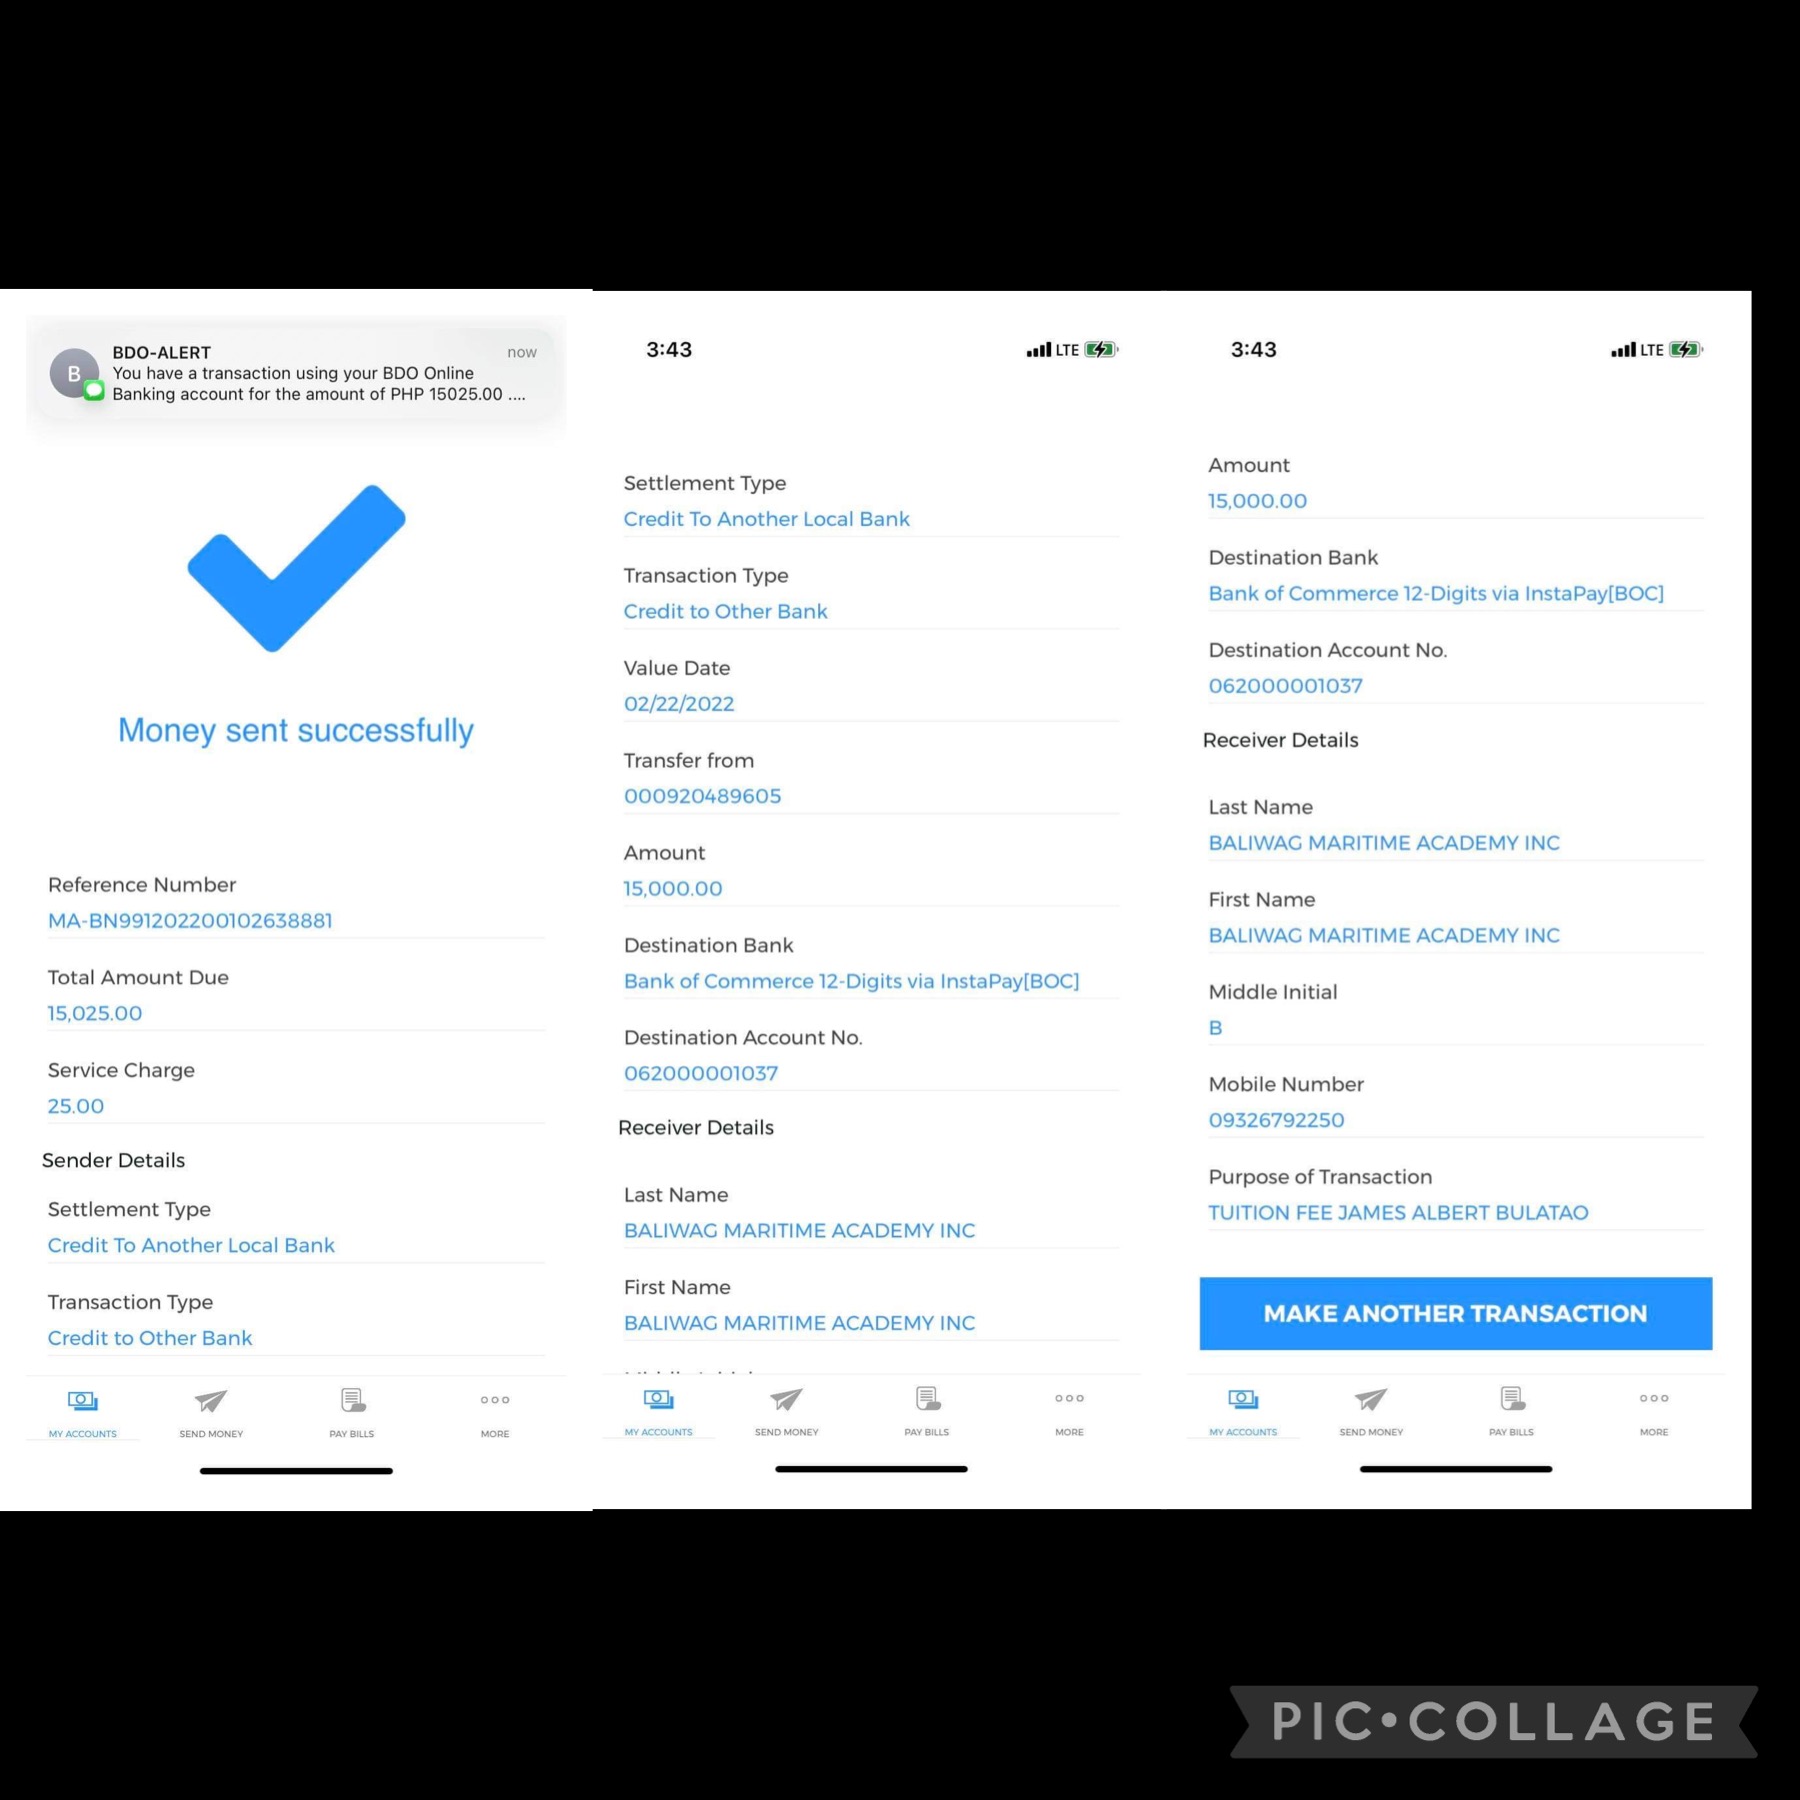 BDO-ALERT
now
You have a transaction using your BDO Online
Banking account for the amount of PHP 15025.00 ....
B
Money sent successfully
Reference Number
MA-BN991202200102638881
Total Amount Due
15,025.00
Service Charge
25.00
Sender Details
Settlement Type
Credit To Another Local Bank
Transaction Type
Credit to Other Bank
MY ACCOUNTS
SEND MONEY
PAY BILLS
MORE
3:43
LTE
Settlement Type
Credit To Another Local Bank
Transaction Type
Credit to Other Bank
Value Date
02/22/2022
Transfer from
000920489605
Amount
15,000.00
Destination Bank
Bank of Commerce 12-Digits via InstaPay[BOC]
Destination Account No.
062000001037
Receiver Details
Last Name
BALIWAG MARITIME ACADEMY INC
First Name
BALIWAG MARITIME ACADEMY INC
MY ACCOUNTS
SEND MONEY
PAY BILLS
MORE
3:43
LTE
Amount
15,000.00
Destination Bank
Bank of Commerce 12-Digits via InstaPay[BOC]
Destination Account No.
062000001037
Receiver Details
Last Name
BALIWAG MARITIME ACADEMY INC
First Name
BALIWAG MARITIME ACADEMY INC
Middle Initial
B
Mobile Number
09326792250
Purpose of Transaction
TUITION FEE JAMES ALBERT BULATAO
MAKE ANOTHER TRANSACTION
MY ACCOUNTS
SEND MONEY
PAY BILLS
MORE
PIC•COLLAGE